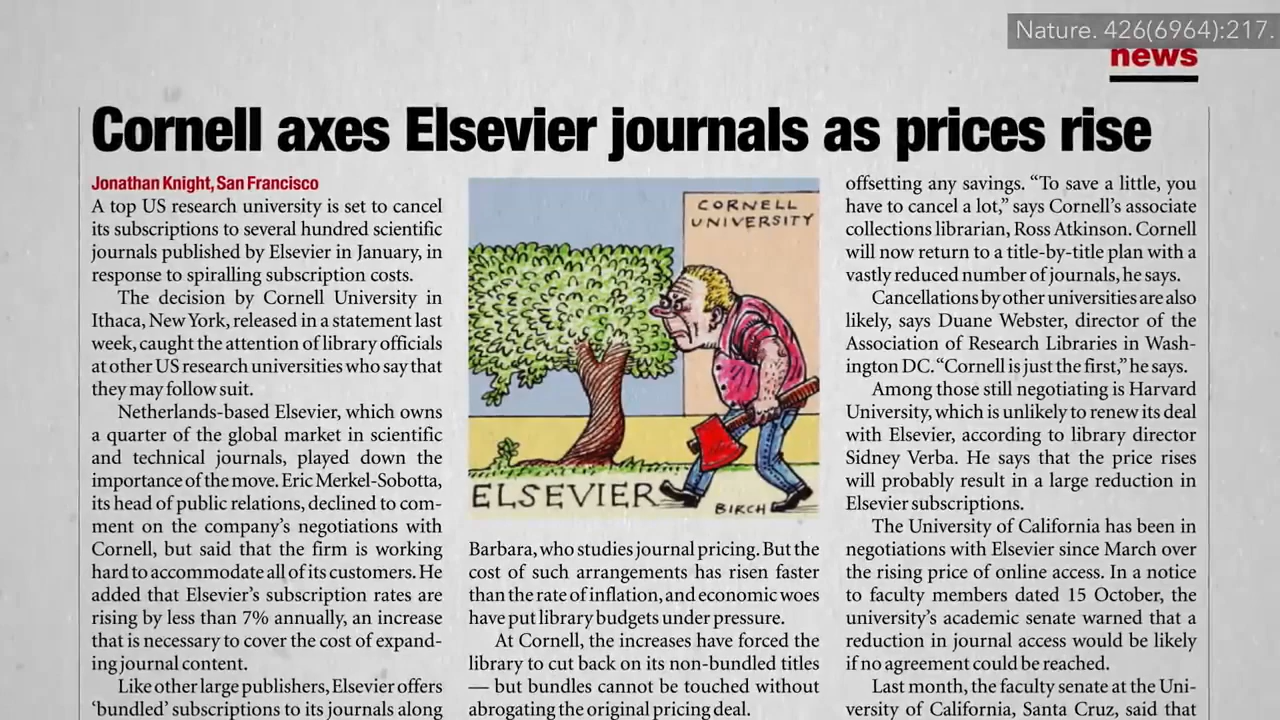 Nature. 426(6964):217.
news
Cornell axes Elsevier journals as prices rise
Jonathan Knight, San Francisco
A top US research university is set to cancel
its subscriptions to several hundred scientific
journals published by Elsevier in January, in
response to spiralling subscription costs.
The decision by Cornell University in
Ithaca, New York, released in a statement last
week, caught the attention of library officials
at other US research universities who say that
they may follow suit.
Netherlands-based Elsevier, which owns
a quarter of the global market in scientific
and technical journals, played down the
importance of the move. Eric Merkel-Sobotta,
its head of public relations, declined to com-
ment on the company's negotiations with
Cornell, but said that the firm is working
hard to accommodate all of its customers. He
added that Elsevier's subscription rates are
rising by less than 7% annually, an increase
that is necessary to cover the cost of expand-
ing journal content.
Like other large publishers, Elsevier offers
'bundled' subscriptions to its journals along
CORNELL
UNIVERSITY
ELSEVIER
BIRCH
Barbara, who studies journal pricing. But the
cost of such arrangements has risen faster
than the rate of inflation, and economic woes
have put library budgets under pressure.
At Cornell, the increases have forced the
library to cut back on its non-bundled titles
— but bundles cannot be touched without
abrogating the original pricing deal.
offsetting any savings. “To save a little, you
have to cancel a lot,” says Cornell's associate
collections librarian, Ross Atkinson. Cornell
will now return to a title-by-title plan with a
vastly reduced number of journals, he says.
Cancellations by other universities are also
likely, says Duane Webster, director of the
Association of Research Libraries in Wash-
ington DC. “Cornell is just the first,” he says.
Among those still negotiating is Harvard
University, which is unlikely to renew its deal
with Elsevier, according to library director
Sidney Verba. He says that the price rises
will probably result in a large reduction in
Elsevier subscriptions.
The University of California has been in
negotiations with Elsevier since March over
the rising price of online access. In a notice
to faculty members dated 15 October, the
university's academic senate warned that a
reduction in journal access would be likely
if no agreement could be reached.
Last month, the faculty senate at the Uni-
versity of California, Santa Cruz, said that